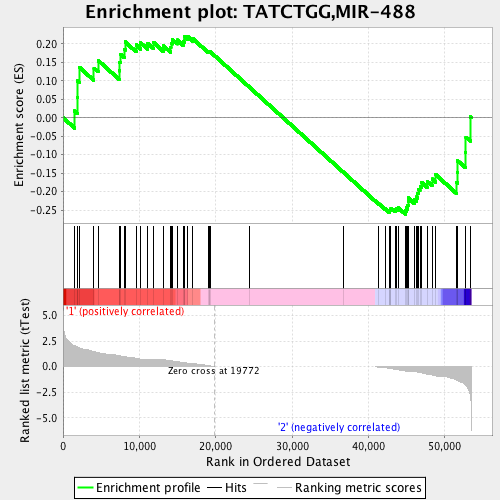 Enrichment plot: TATCTGG,MIR-488
Enrichment score (ES)
0.20
0.15
0.10
0.05
0.00
-0.05
-0.10
-0.15
-0.20
-0.25
'1' (positively correlated)
Ranked list metric (tTest)
5.0
2.5
0.0
-2.5
-5.0
Zero cross at 19772
'2' (negatively correlated)
0
10,000
20,000
30,000
40,000
50,000
Rank in Ordered Dataset
Enrichment profile
Hits
Ranking metric scores